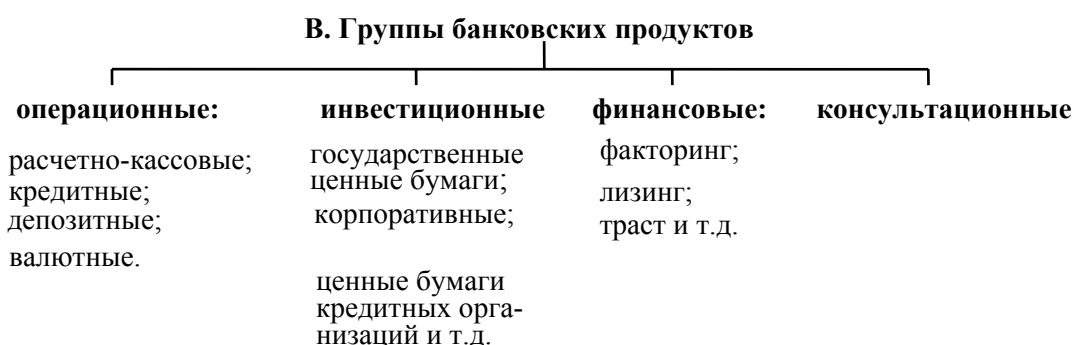 В. Группы банковских продуктов
операционные:
расчетно-кассовые;
кредитные;
депозитные;
валютные.
инвестиционные
государственные
ценные бумаги;
корпоративные;
ценные бумаги
кредитных орга-
низаций и т.д.
финансовые:
факторинг;
лизинг;
траст и т.д.
консультационные